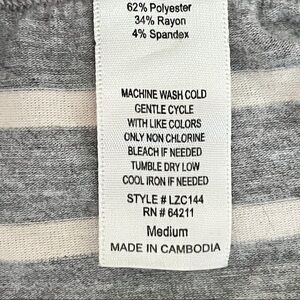 62% Polyester
34% Rayon
4% Spandex
MACHINE WASH COLD
GENTLE CYCLE
WITH LIKE COLORS
ONLY NON CHLORINE
BLEACH IF NEEDED
TUMBLE DRY LOW
COOL IRON IF NEEDED
STYLE # LZC144
RN # 64211
Medium
MADE IN CAMBODIA